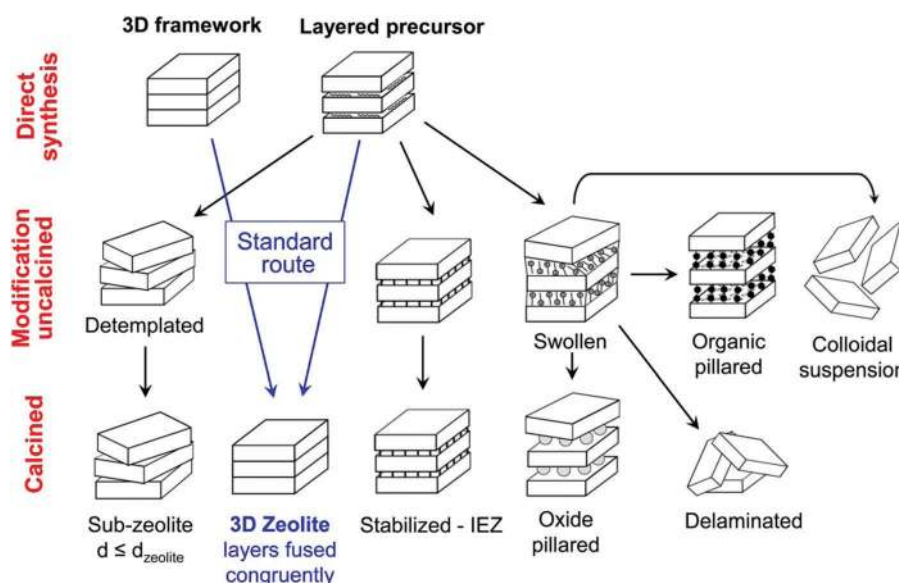 3D framework
Layered precursor
Direct
synthesis
Standard
route
Modification
uncalcined
Detemplated
Swollen
Organic
pillared
Colloidal
suspension
Calcined
Sub-zeolite
d ≤ dzeolite
3D Zeolite
layers fused
congruently
Stabilized - IEZ
Oxide
pillared
Delaminated